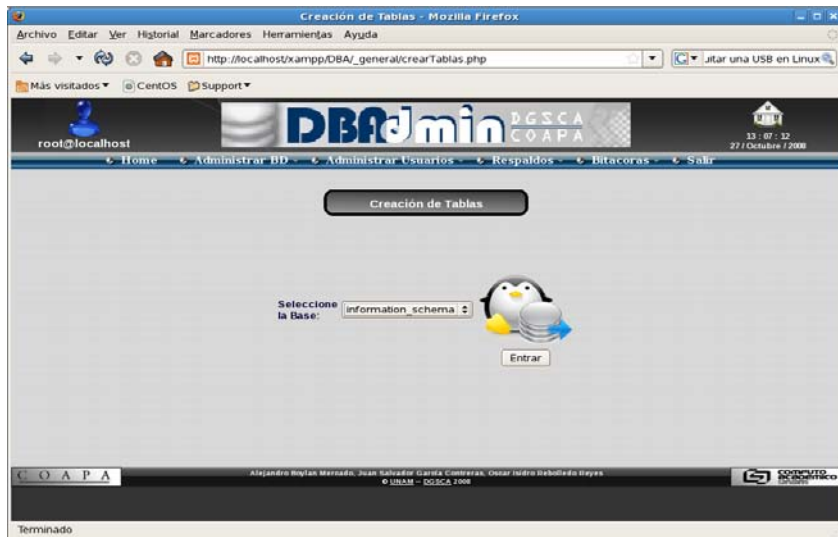 Creación de Tablas - Mozilla Firefox
Archivo Editar Ver Historial Marcadores Herramientas Ayuda
http://localhost/xampp/DBA/_general/crearTablas.php
uitar una USB en Linux
Más visitados CentOS Support
root@localhost
DBAdmin
DGSCA
COAPA
13 : 07 : 12
27 / Octubre / 2008
Home Administrar BD - Administrar Usuarios - Respaldos - Bitacoras - Salir
Creación de Tablas
Seleccione
la Base:
information_schema
Entrar
COAPA
Alejandro Roylan Mercado, Juan Salvador García Contreras, Oscar Isidro Rebolledo Reyes
© UNAM - DGSCA 2008
COMPUTO
ACADEMICO
Terminado